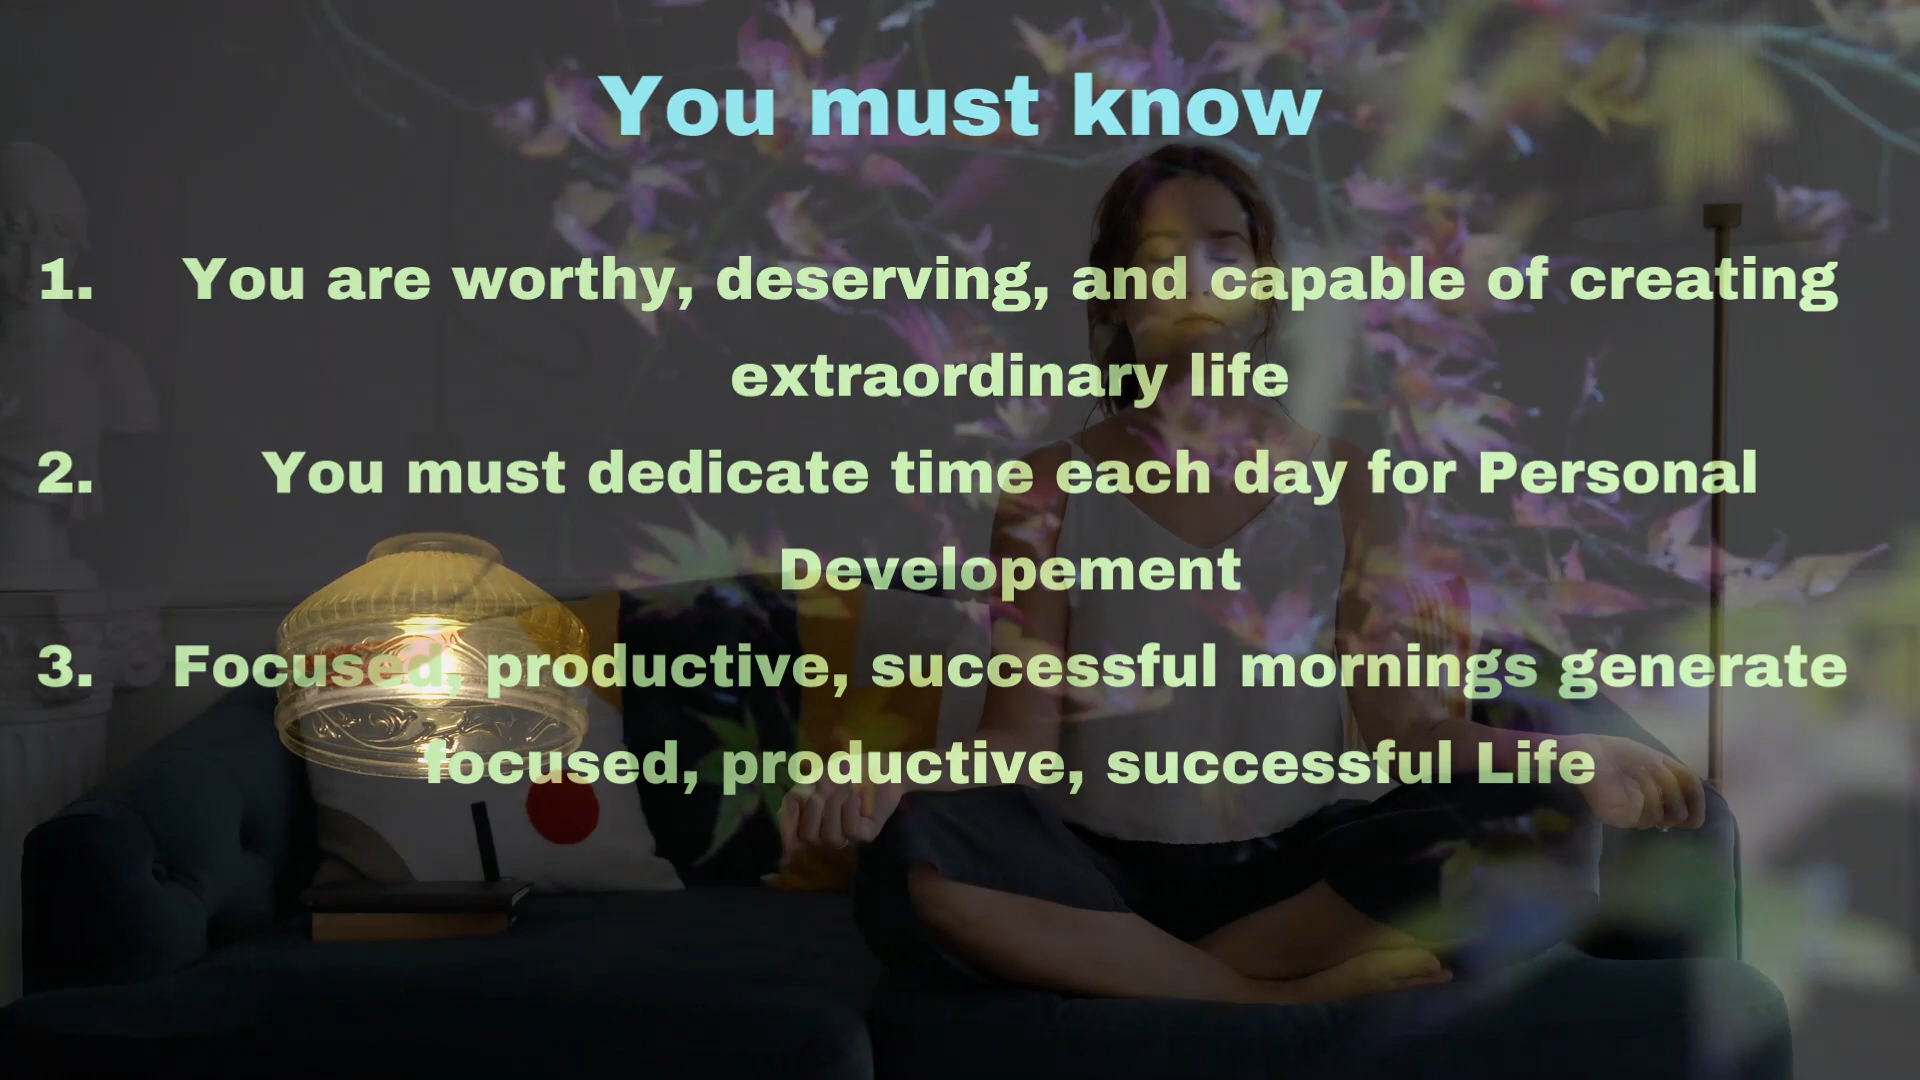 You must know
1. You are worthy, deserving, and capable of creating
extraordinary life
2. You must dedicate time each day for Personal
Developement
3. Focused, productive, successful mornings generate
focused, productive, successful Life